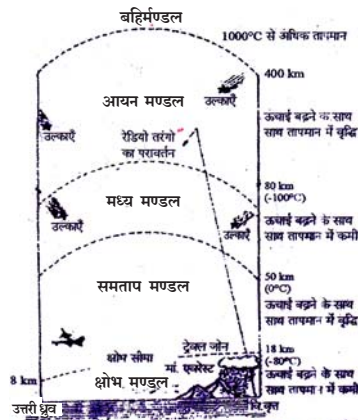 बहिर्मण्डल
1000°C से अधिक तापमान
400 km
आयन मण्डल
उल्काएँ
ऊंचाई बढ़ने के साथ
साथ तापमान में वृद्धि
उल्काएँ
रेडियो तरंगो
का परावर्तन
80 km
(-100°C)
मध्य मण्डल
उल्काएँ
ऊंचाई बढ़ने के साथ
साथ तापमान में कमी
50 km
(0°C)
समताप मण्डल
ऊंचाई बढ़ने के साथ
साथ तापमान में वृद्धि
क्षोभ सीमा
ट्रेवल जोन
18 km
(-80°C)
मां. एवरेस्ट
8 km
क्षोभ मण्डल
ऊंचाई बढ़ने के साथ
साथ तापमान में कमी
उत्तरी ध्रुव